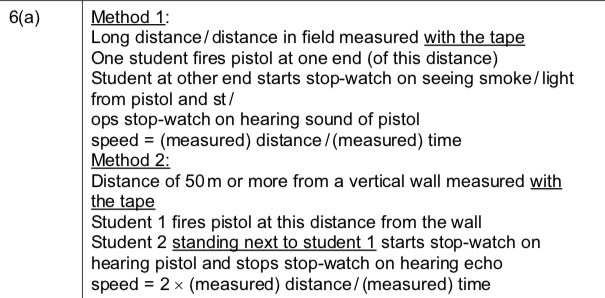 6(a)
Method 1:
Long distance / distance in field measured with the tape
One student fires pistol at one end (of this distance)
Student at other end starts stop-watch on seeing smoke / light
from pistol and st /
ops stop-watch on hearing sound of pistol
speed = (measured) distance / (measured) time
Method 2:
Distance of 50 m or more from a vertical wall measured with
the tape
Student 1 fires pistol at this distance from the wall
Student 2 standing next to student 1 starts stop-watch on
hearing pistol and stops stop-watch on hearing echo
speed = 2 × (measured) distance / (measured) time